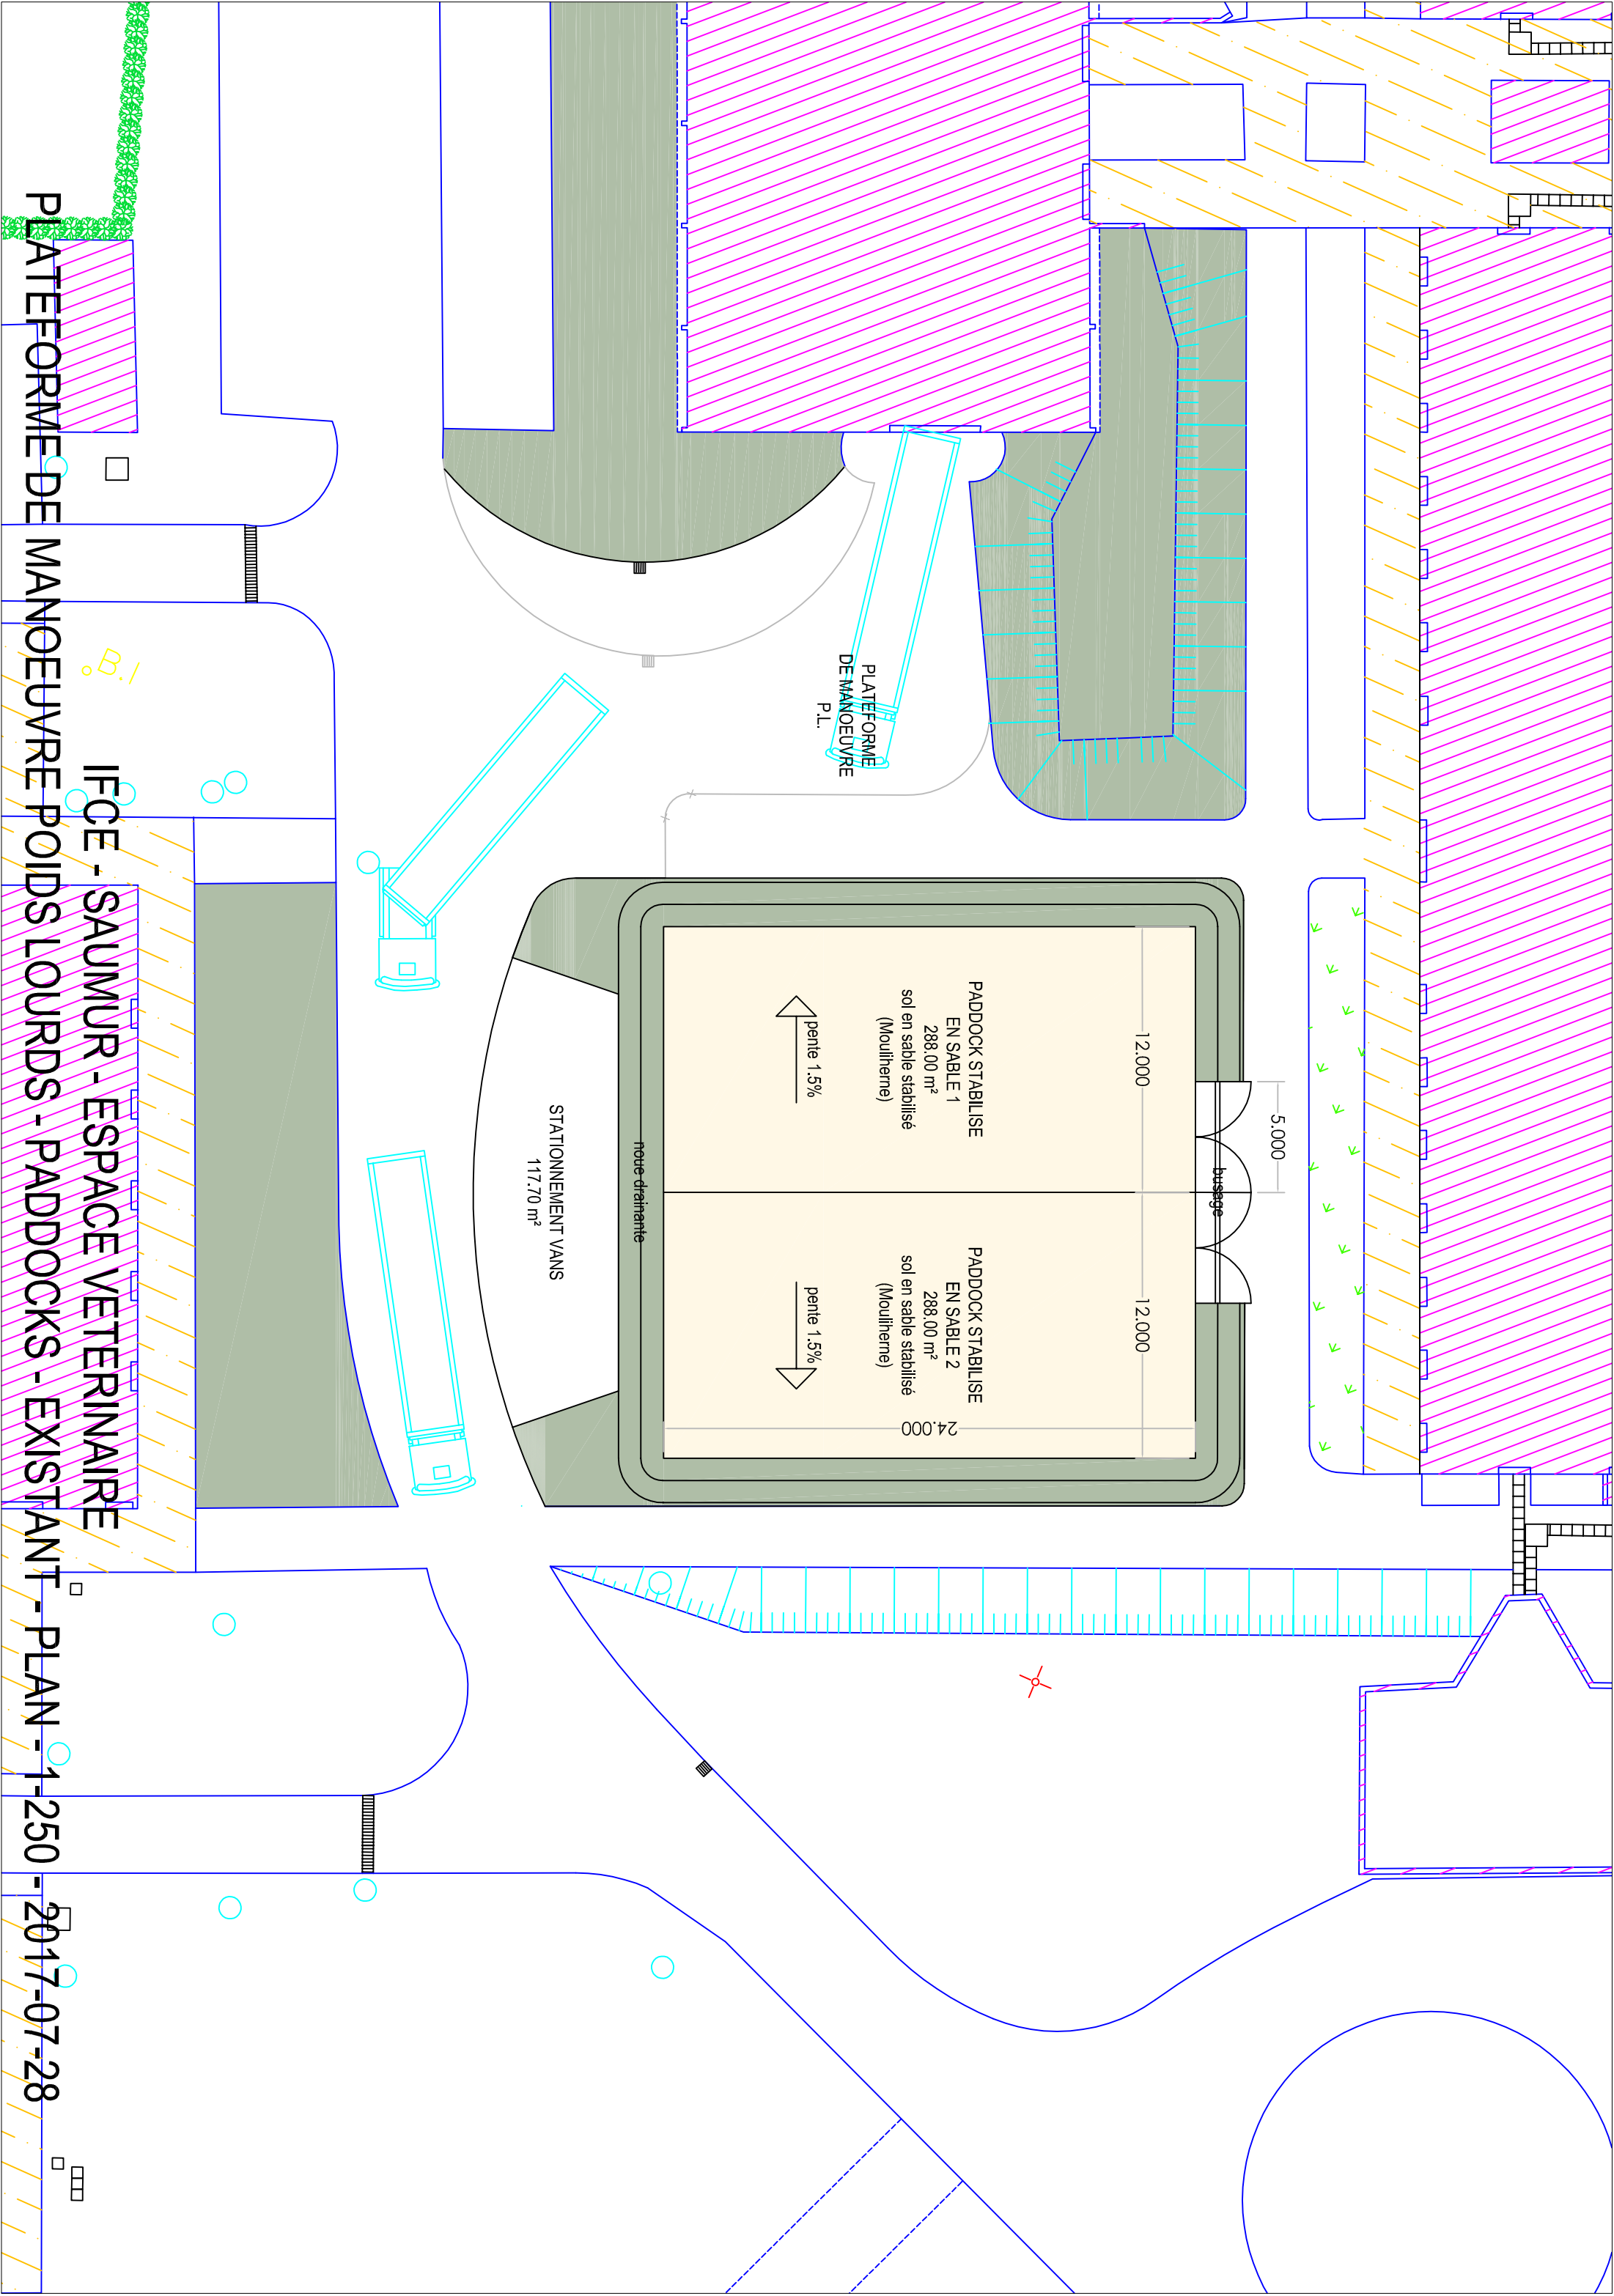 PLATEFORME
DE MANOEUVRE
P.L.
5.000
12.000
12.000
busage
PADDOCK STABILISE
EN SABLE 1
288.00 m²
sol en sable stabilisé
(Mouliherne)
pente 1.5%
PADDOCK STABILISE
EN SABLE 2
288.00 m²
sol en sable stabilisé
(Mouliherne)
pente 1.5%
24.000
noue drainante
STATIONNEMENT VANS
117.70 m²
B.I
IFCE - SAUMUR - ESPACE VETERINAIRE
PLATEFORME DE MANOEUVRE POIDS LOURDS - PADDOCKS - EXISTANT - PLAN - 1-250 - 2017-07-28